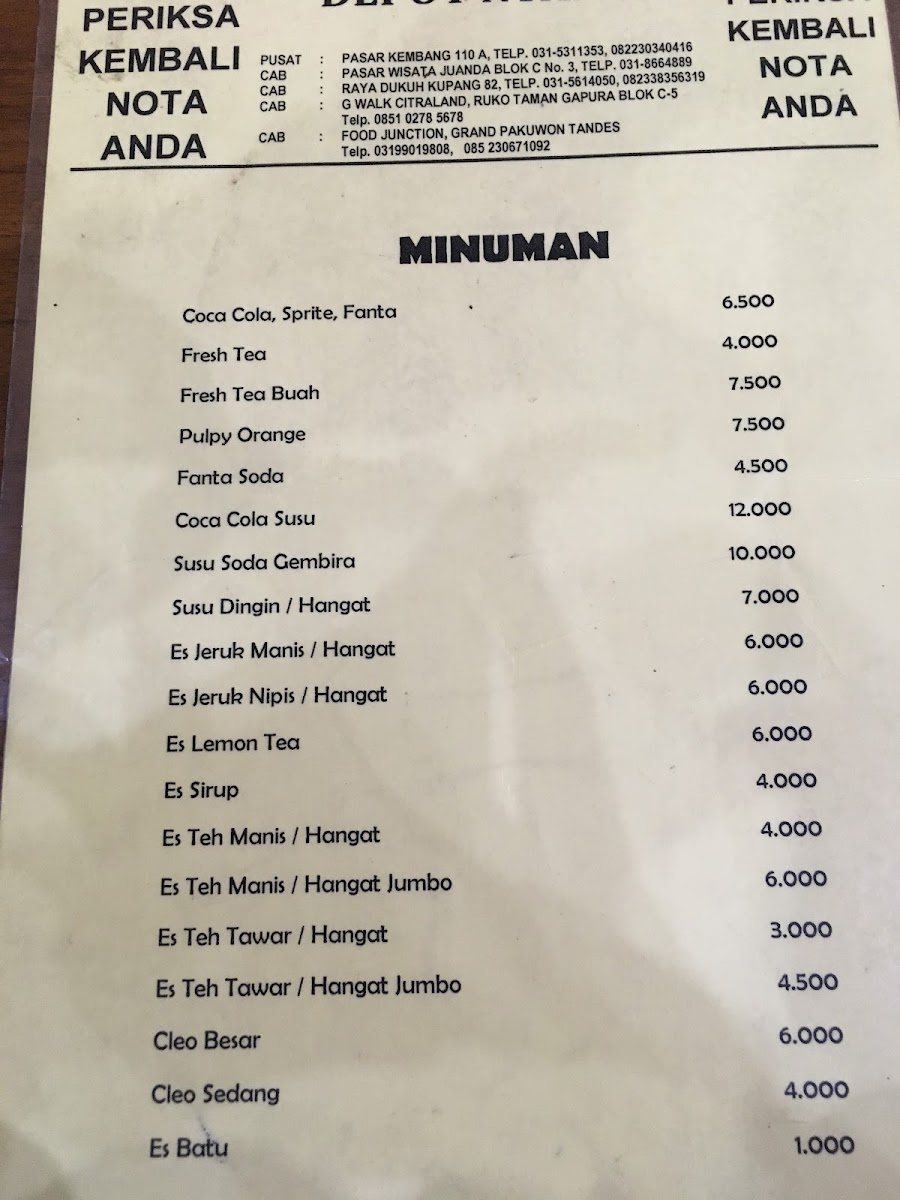 PERIKSA
KEMBALI
NOTA
ANDA
PUSAT : PASAR KEMBANG 110 A, TELP. 031-5311353, 082230340416
CAB : PASAR WISATA JUANDA BLOK C No. 3, TELP. 031-8664889
CAB : RAYA DUKUH KUPANG 82, TELP. 031-5614050, 082338356319
CAB : G WALK CITRALAND, RUKO TAMAN GAPURA BLOK C-5
Telp. 0851 0278 5678
CAB : FOOD JUNCTION, GRAND PAKUWON TANDES
Telp. 03199019808, 085 230671092
PERIKSA
KEMBALI
NOTA
ANDA
MINUMAN
Coca Cola, Sprite, Fanta 6.500
Fresh Tea 4.000
Fresh Tea Buah 7.500
Pulpy Orange 7.500
Fanta Soda 4.500
Coca Cola Susu 12.000
Susu Soda Gembira 10.000
Susu Dingin / Hangat 7.000
Es Jeruk Manis / Hangat 6.000
Es Jeruk Nipis / Hangat 6.000
Es Lemon Tea 6.000
Es Sirup 4.000
Es Teh Manis / Hangat 4.000
Es Teh Manis / Hangat Jumbo 6.000
Es Teh Tawar / Hangat 3.000
Es Teh Tawar / Hangat Jumbo 4.500
Cleo Besar 6.000
Cleo Sedang 4.000
Es Batu 1.000